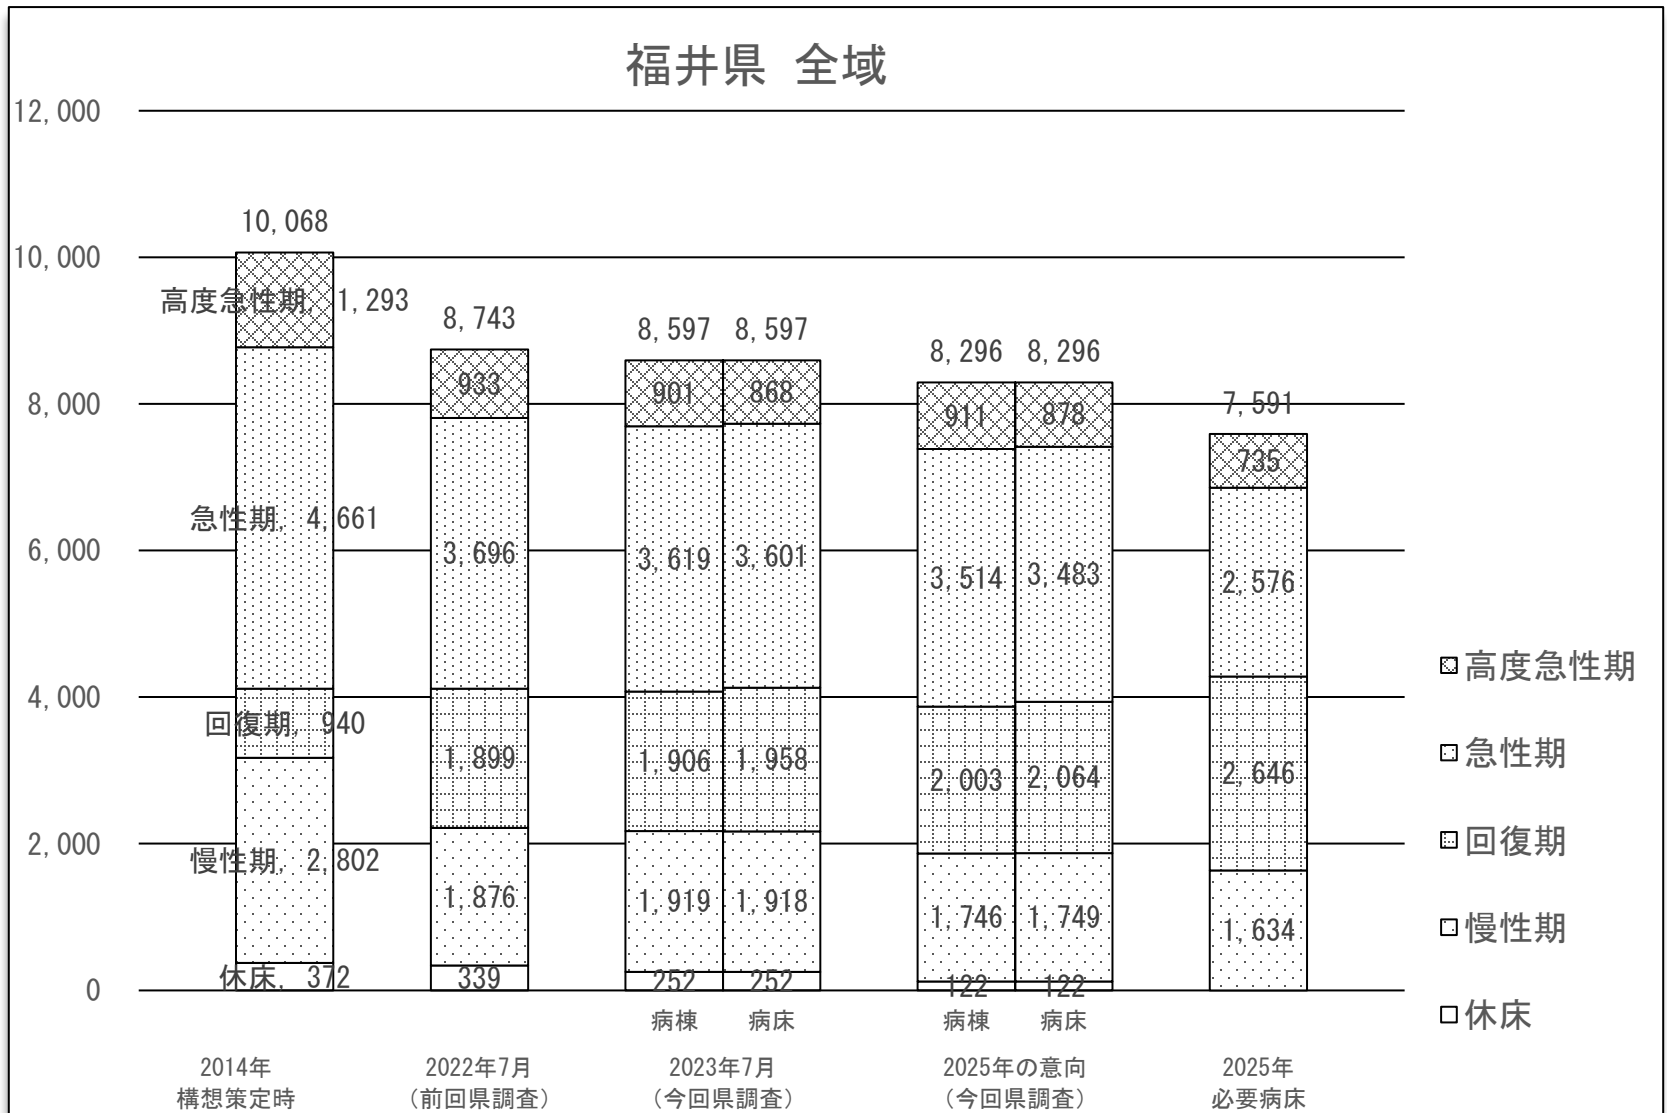 福井県 全域
12,000
10,000
8,000
6,000
4,000
2,000
0
10,068
高度急性期, 1,293
急性期, 4,661
回復期, 940
慢性期, 2,802
休床, 372
8,743
933
3,696
1,899
1,876
339
8,597
901
3,619
1,906
1,919
252
8,597
868
3,601
1,958
1,918
252
8,296
911
3,514
2,003
1,746
122
8,296
878
3,483
2,064
1,749
122
7,591
735
2,576
2,646
1,634
病棟 病床 病棟 病床
2014年
構想策定時
2022年7月
(前回県調査)
2023年7月
(今回県調査)
2025年の意向
(今回県調査)
2025年
必要病床
高度急性期
急性期
回復期
慢性期
休床